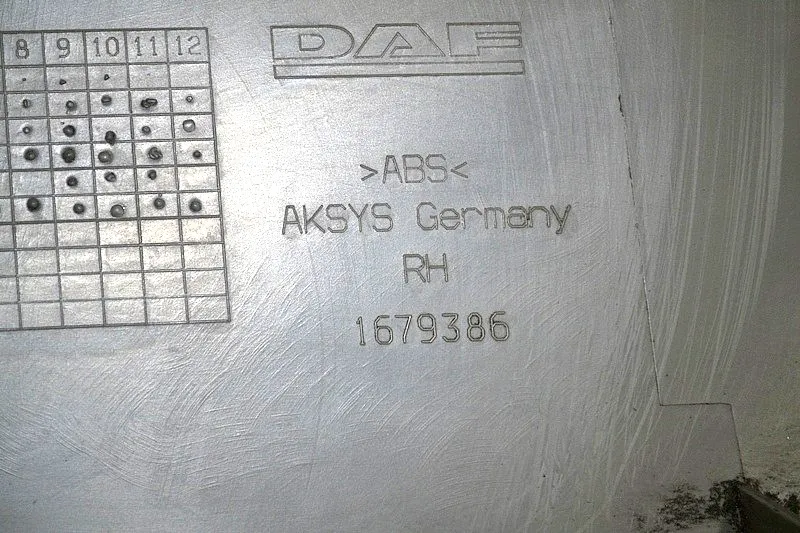 8 9 10 11 12
DAF
>ABS<
AKSYS Germany
RH
1679386